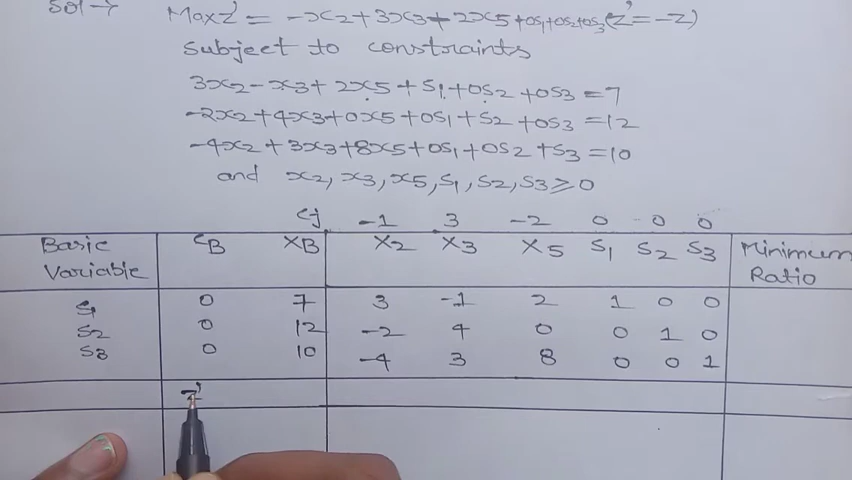 Sol→ Max Z' = -x2+3x3-2x5+0S1+0S2+0S3 (Z'=-Z)
Subject to constraints
3x2-x3+2x5+S1+0S2+0S3=7
-2x2+4x3+0x5+0S1+S2+0S3=12
-4x2+3x3+8x5+0S1+0S2+S3=10
and x2, x3, x5, S1, S2, S3≥0
Cj -1 3 -2 0 0 0
Basic Variable CB XB X2 X3 X5 S1 S2 S3 Minimum Ratio
S1 0 7 3 -1 2 1 0 0
S2 0 12 -2 4 0 0 1 0
S3 0 10 -4 3 8 0 0 1
Z'